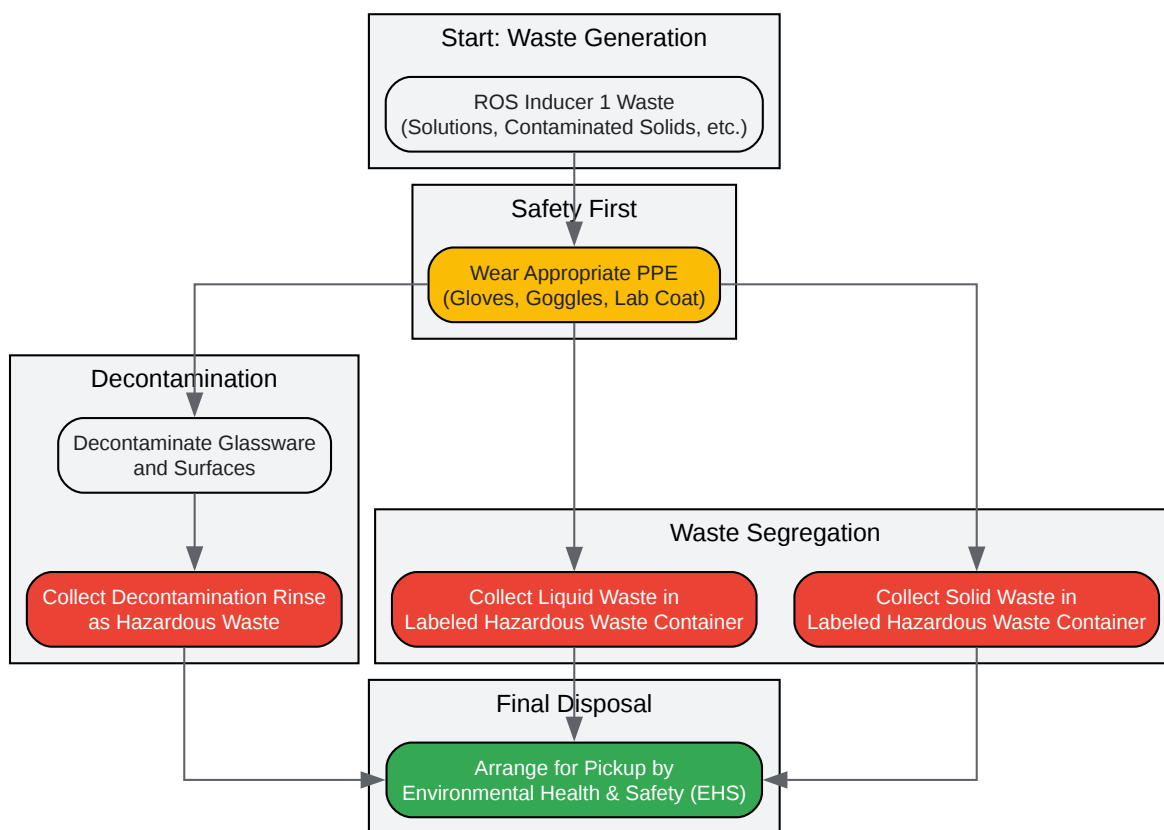 Start: Waste Generation
ROS Inducer 1 Waste
(Solutions, Contaminated Solids, etc.)
Safety First
Wear Appropriate PPE
(Gloves, Goggles, Lab Coat)
Decontamination
Decontaminate Glassware
and Surfaces
Collect Decontamination Rinse
as Hazardous Waste
Waste Segregation
Collect Liquid Waste in
Labeled Hazardous Waste Container
Collect Solid Waste in
Labeled Hazardous Waste Container
Final Disposal
Arrange for Pickup by
Environmental Health & Safety (EHS)